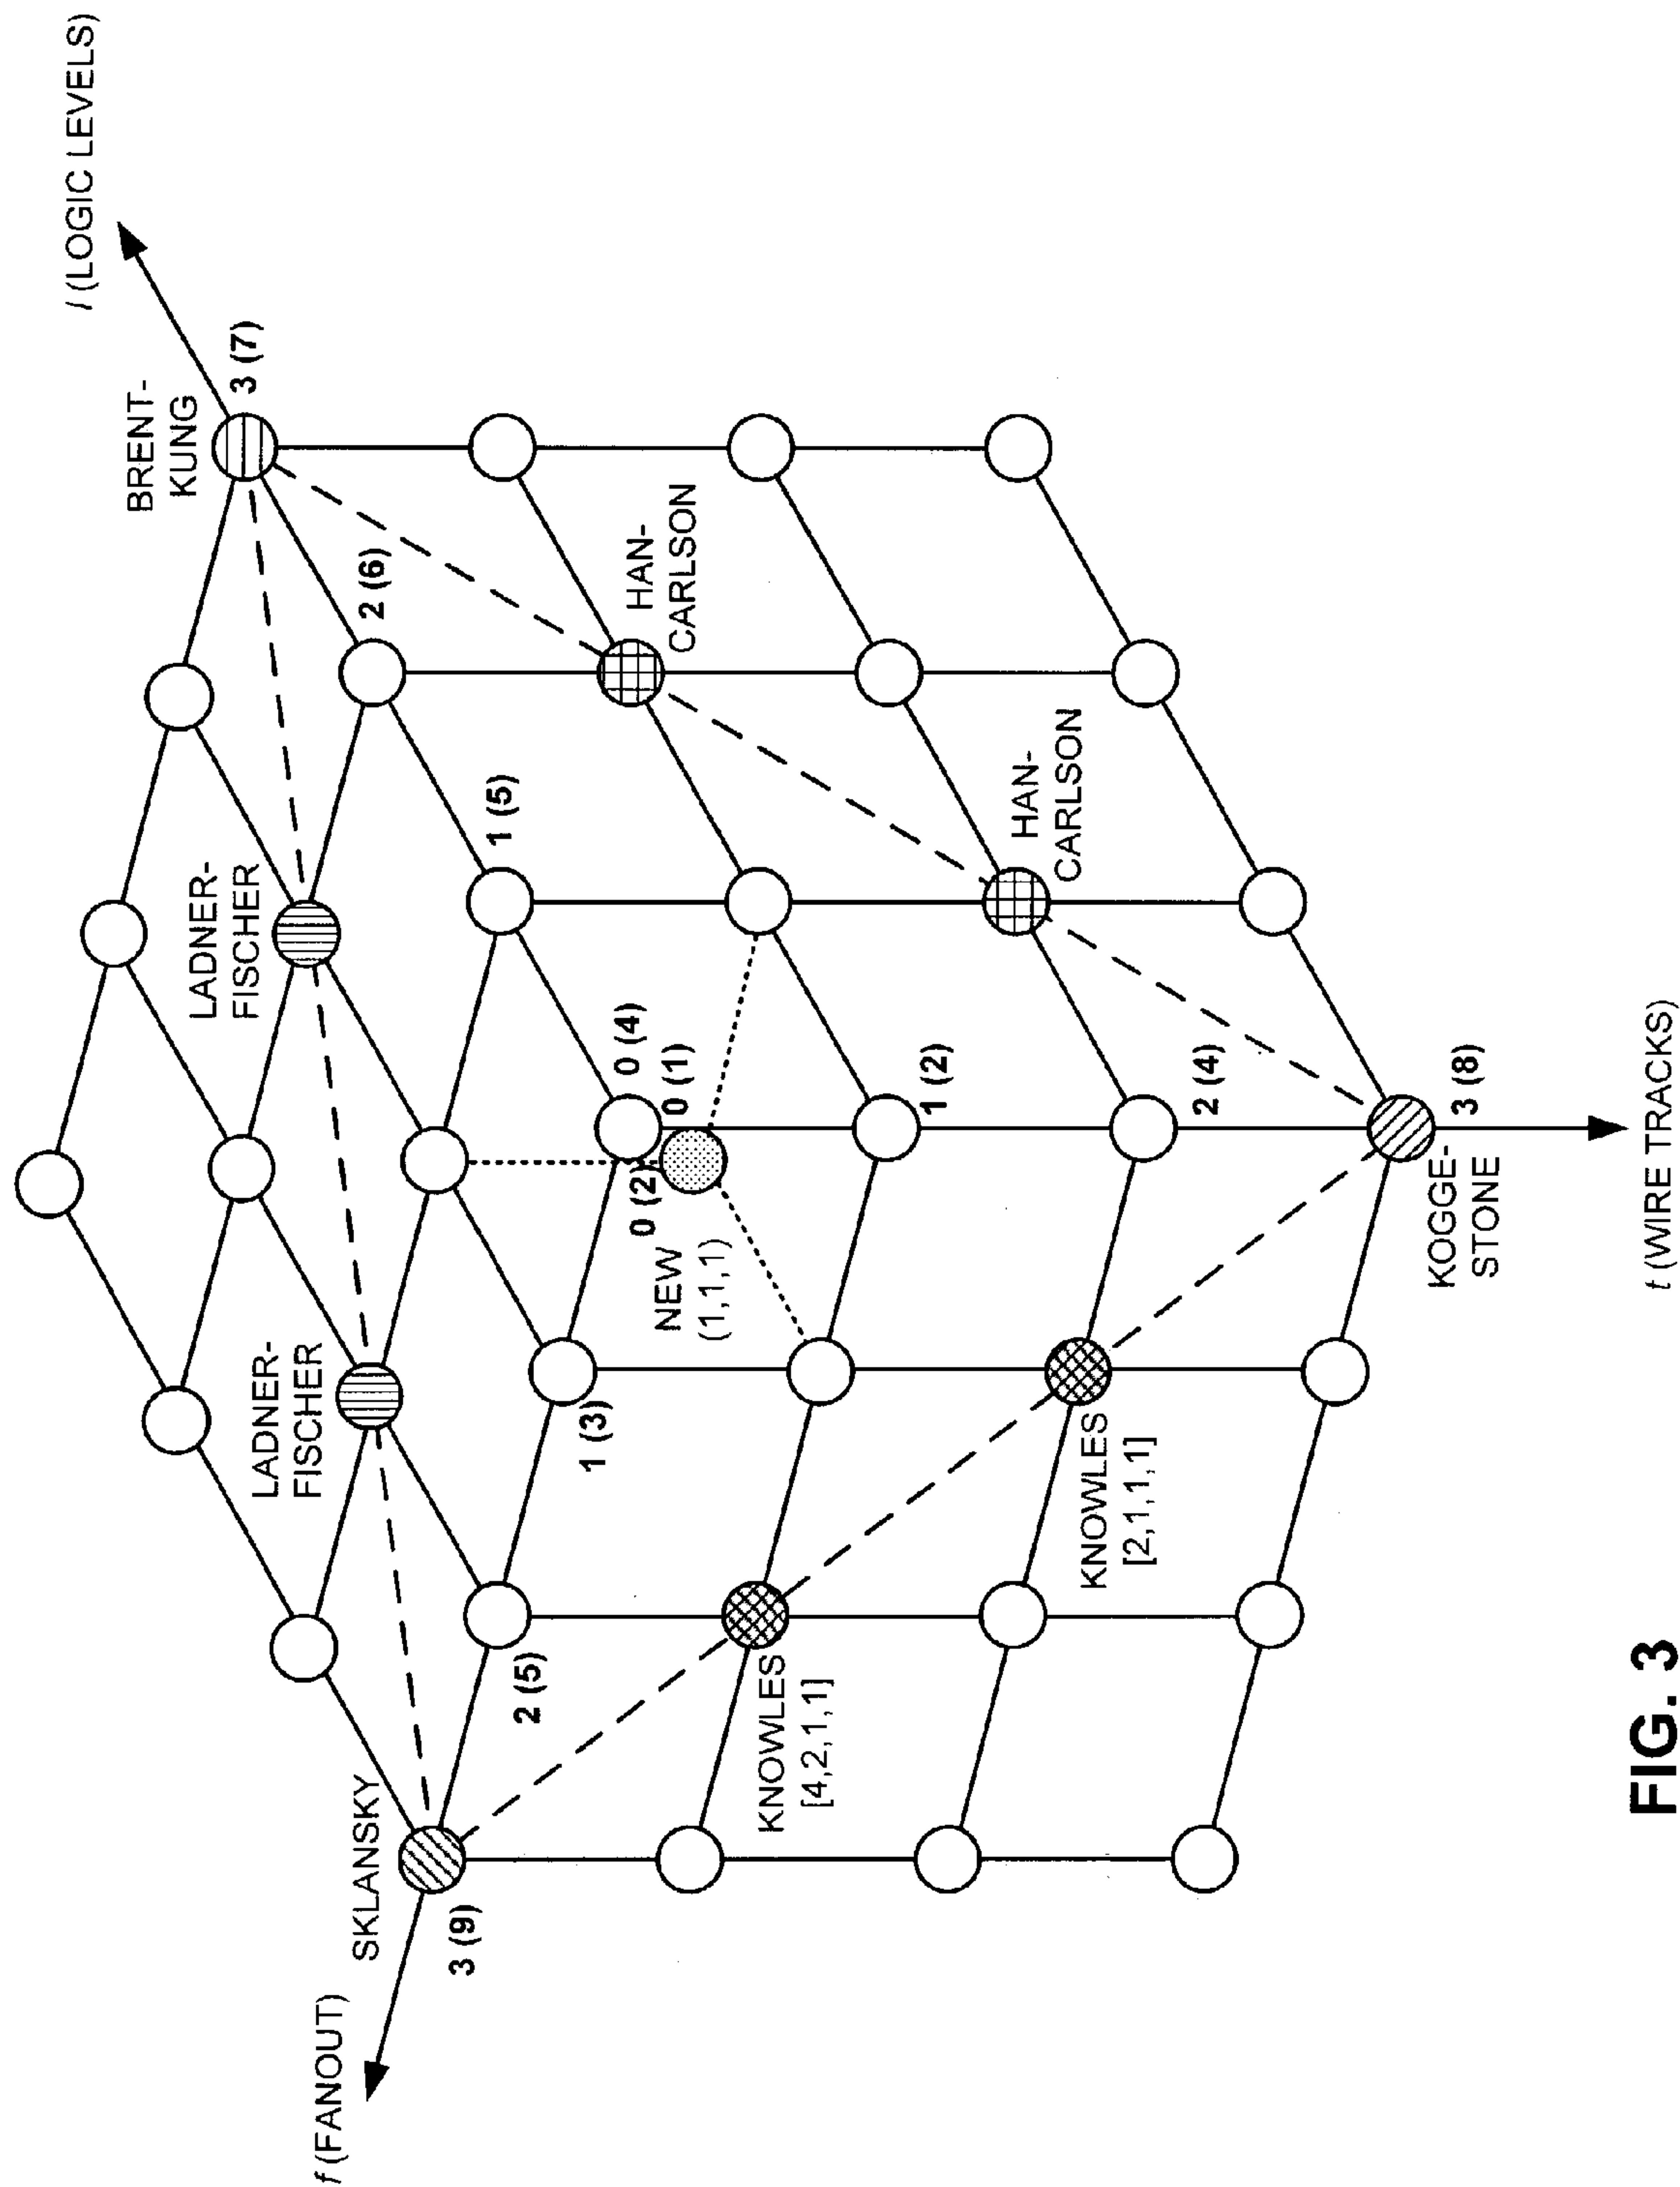 l (LOGIC LEVELS)
BRENT-
KUNG
3 (7)
2 (6)
HAN-
CARLSON
1 (5)
HAN-
CARLSON
LADNER-
FISCHER
0 (4)
0 (1)
1 (2)
2 (4)
3 (8)
t (WIRE TRACKS)
KOGGE-
STONE
0 (2)
NEW
(1,1,1)
LADNER-
FISCHER
1 (3)
KNOWLES
[2,1,1,1]
2 (5)
KNOWLES
[4,2,1,1]
SKLANSKY
3 (9)
f (FANOUT)
FIG. 3